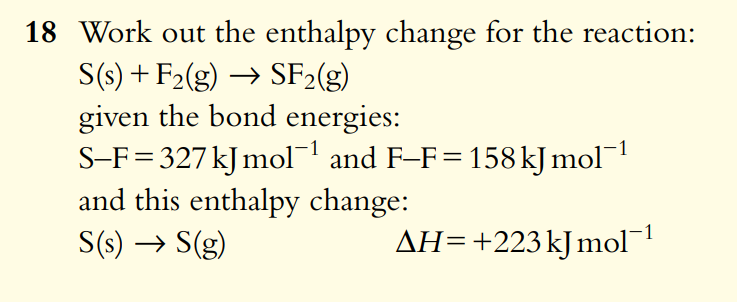 18 Work out the enthalpy change for the reaction:
S(s) + F₂(g) → SF₂(g)
given the bond energies:
S–F = 327 kJ mol⁻¹ and F–F = 158 kJ mol⁻¹
and this enthalpy change:
S(s) → S(g) ΔH = +223 kJ mol⁻¹